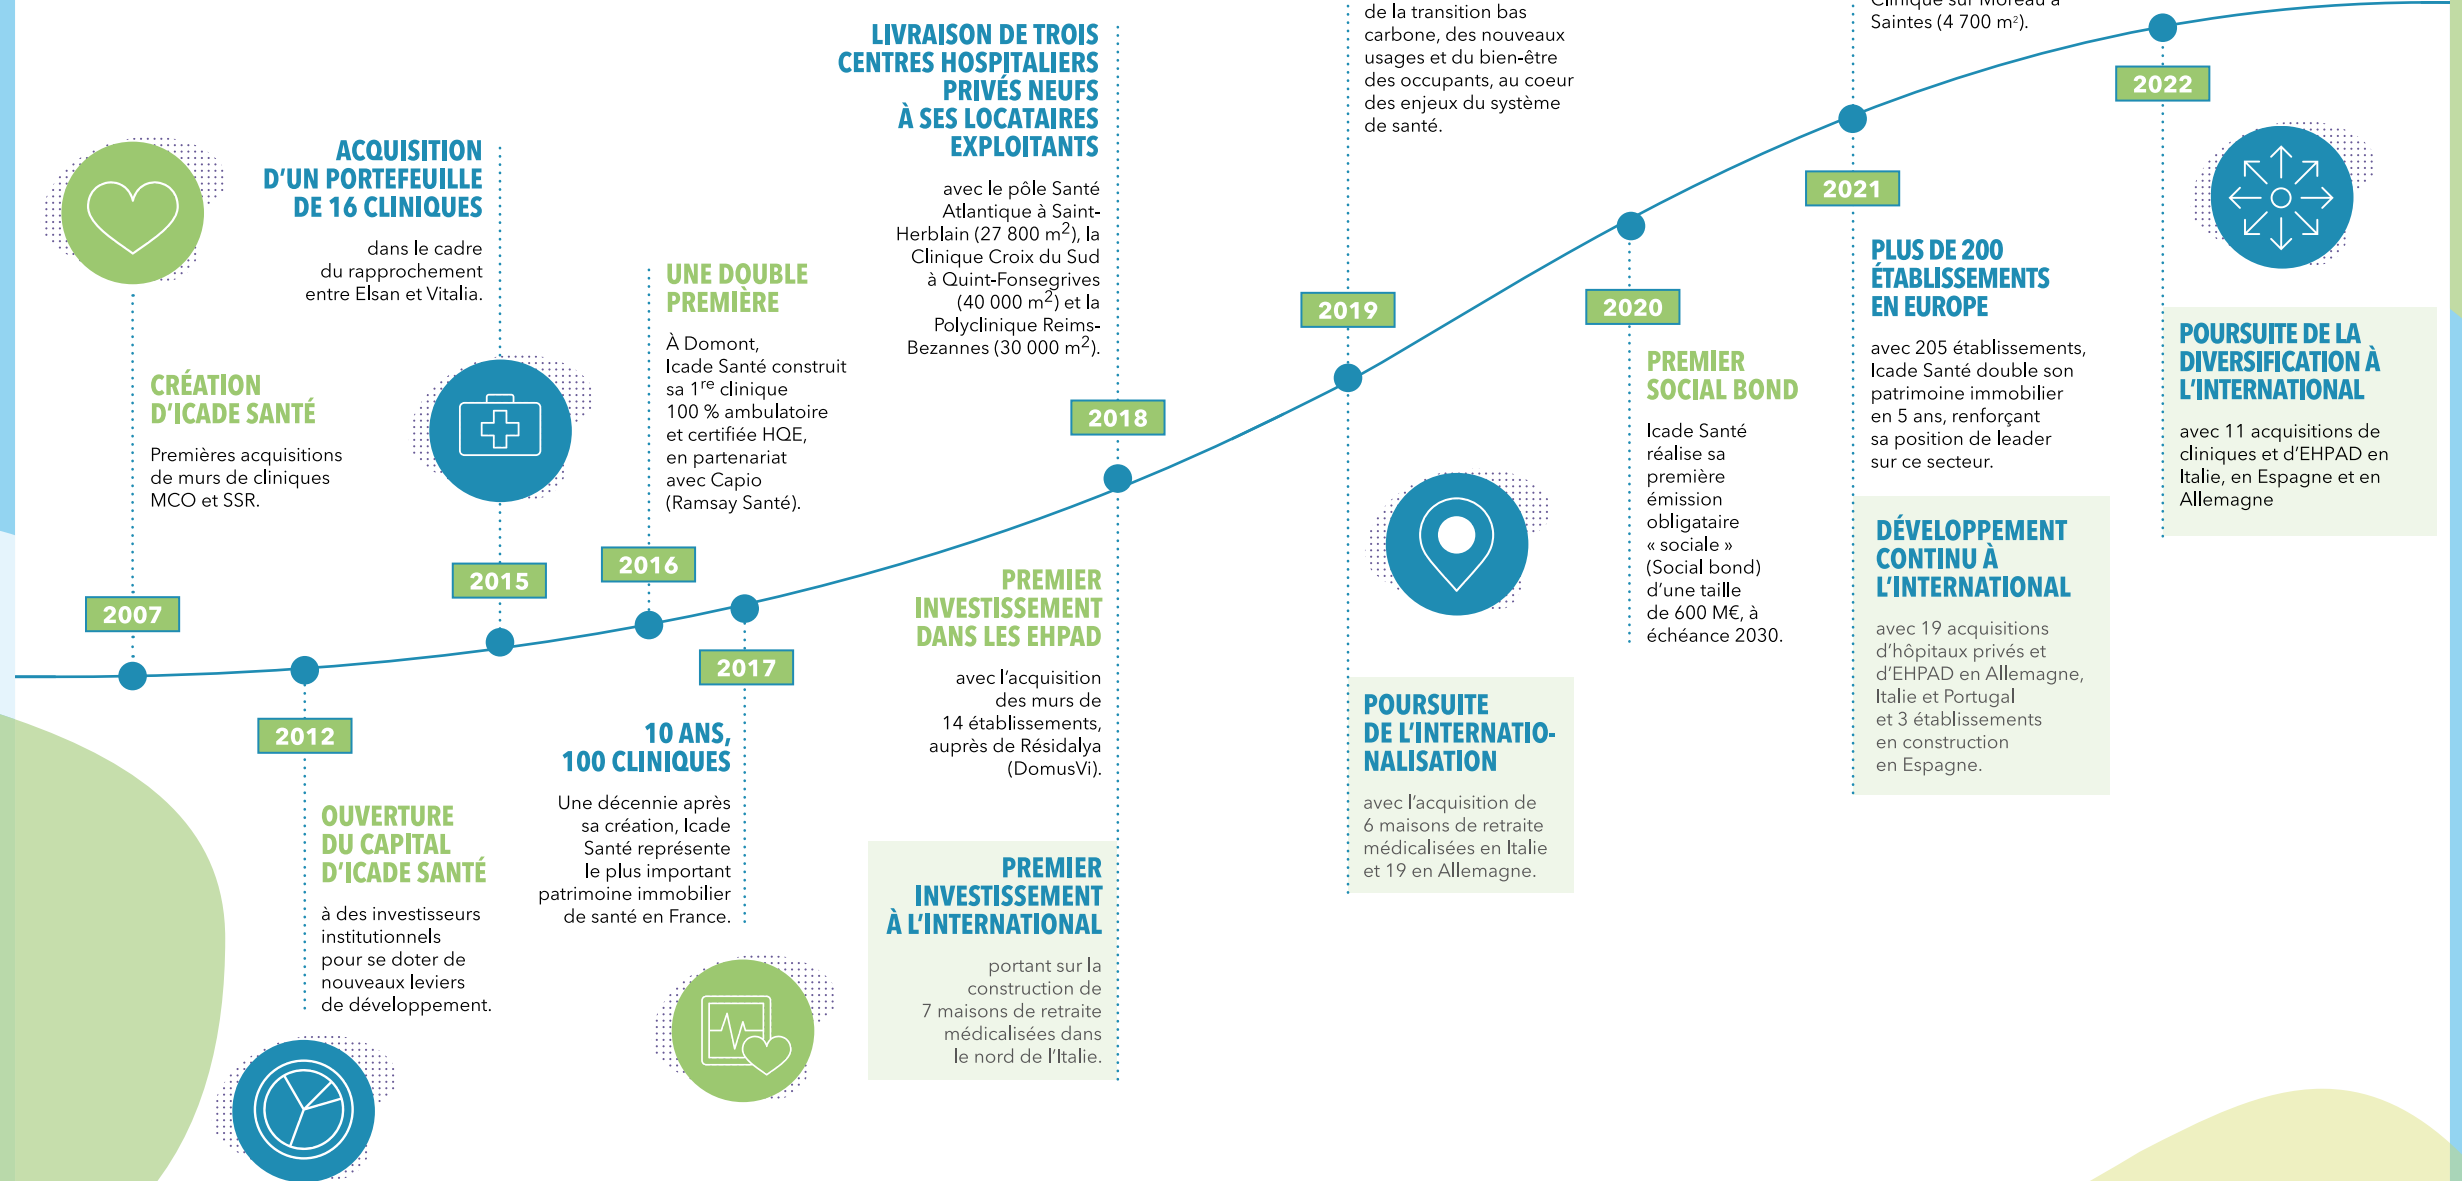 2007
CRÉATION
D'ICADE SANTÉ
Premières acquisitions
de murs de cliniques
MCO et SSR.
2012
OUVERTURE
DU CAPITAL
D'ICADE SANTÉ
à des investisseurs
institutionnels
pour se doter de
nouveaux leviers
de développement.
ACQUISITION
D'UN PORTEFEUILLE
DE 16 CLINIQUES
dans le cadre
du rapprochement
entre Elsan et Vitalia.
2015
UNE DOUBLE
PREMIÈRE
À Domont,
Icade Santé construit
sa 1re clinique
100 % ambulatoire
et certifiée HQE,
en partenariat
avec Capio
(Ramsay Santé).
2016
2017
10 ANS,
100 CLINIQUES
Une décennie après
sa création, Icade
Santé représente
le plus important
patrimoine immobilier
de santé en France.
LIVRAISON DE TROIS
CENTRES HOSPITALIERS
PRIVÉS NEUFS
À SES LOCATAIRES
EXPLOITANTS
avec le pôle Santé
Atlantique à Saint-
Herblain (27 800 m²), la
Clinique Croix du Sud
à Quint-Fonsegrives
(40 000 m²) et la
Polyclinique Reims-
Bezannes (30 000 m²).
2018
PREMIER
INVESTISSEMENT
DANS LES EHPAD
avec l'acquisition
des murs de
14 établissements,
auprès de Résidalya
(DomusVi).
PREMIER
INVESTISSEMENT
À L'INTERNATIONAL
portant sur la
construction de
7 maisons de retraite
médicalisées dans
le nord de l'Italie.
de la transition bas
carbone, des nouveaux
usages et du bien-être
des occupants, au coeur
des enjeux du système
de santé.
2019
POURSUITE
DE L'INTERNATIO-
NALISATION
avec l'acquisition de
6 maisons de retraite
médicalisées en Italie
et 19 en Allemagne.
2020
PREMIER
SOCIAL BOND
Icade Santé
réalise sa
première
émission
obligataire
« sociale »
(Social bond)
d'une taille
de 600 M€, à
échéance 2030.
Clinique sur Moreau à
Saintes (4 700 m²).
2021
PLUS DE 200
ÉTABLISSEMENTS
EN EUROPE
avec 205 établissements,
Icade Santé double son
patrimoine immobilier
en 5 ans, renforçant
sa position de leader
sur ce secteur.
DÉVELOPPEMENT
CONTINU À
L'INTERNATIONAL
avec 19 acquisitions
d'hôpitaux privés et
d'EHPAD en Allemagne,
Italie et Portugal
et 3 établissements
en construction
en Espagne.
2022
POURSUITE DE LA
DIVERSIFICATION À
L'INTERNATIONAL
avec 11 acquisitions de
cliniques et d'EHPAD en
Italie, en Espagne et en
Allemagne